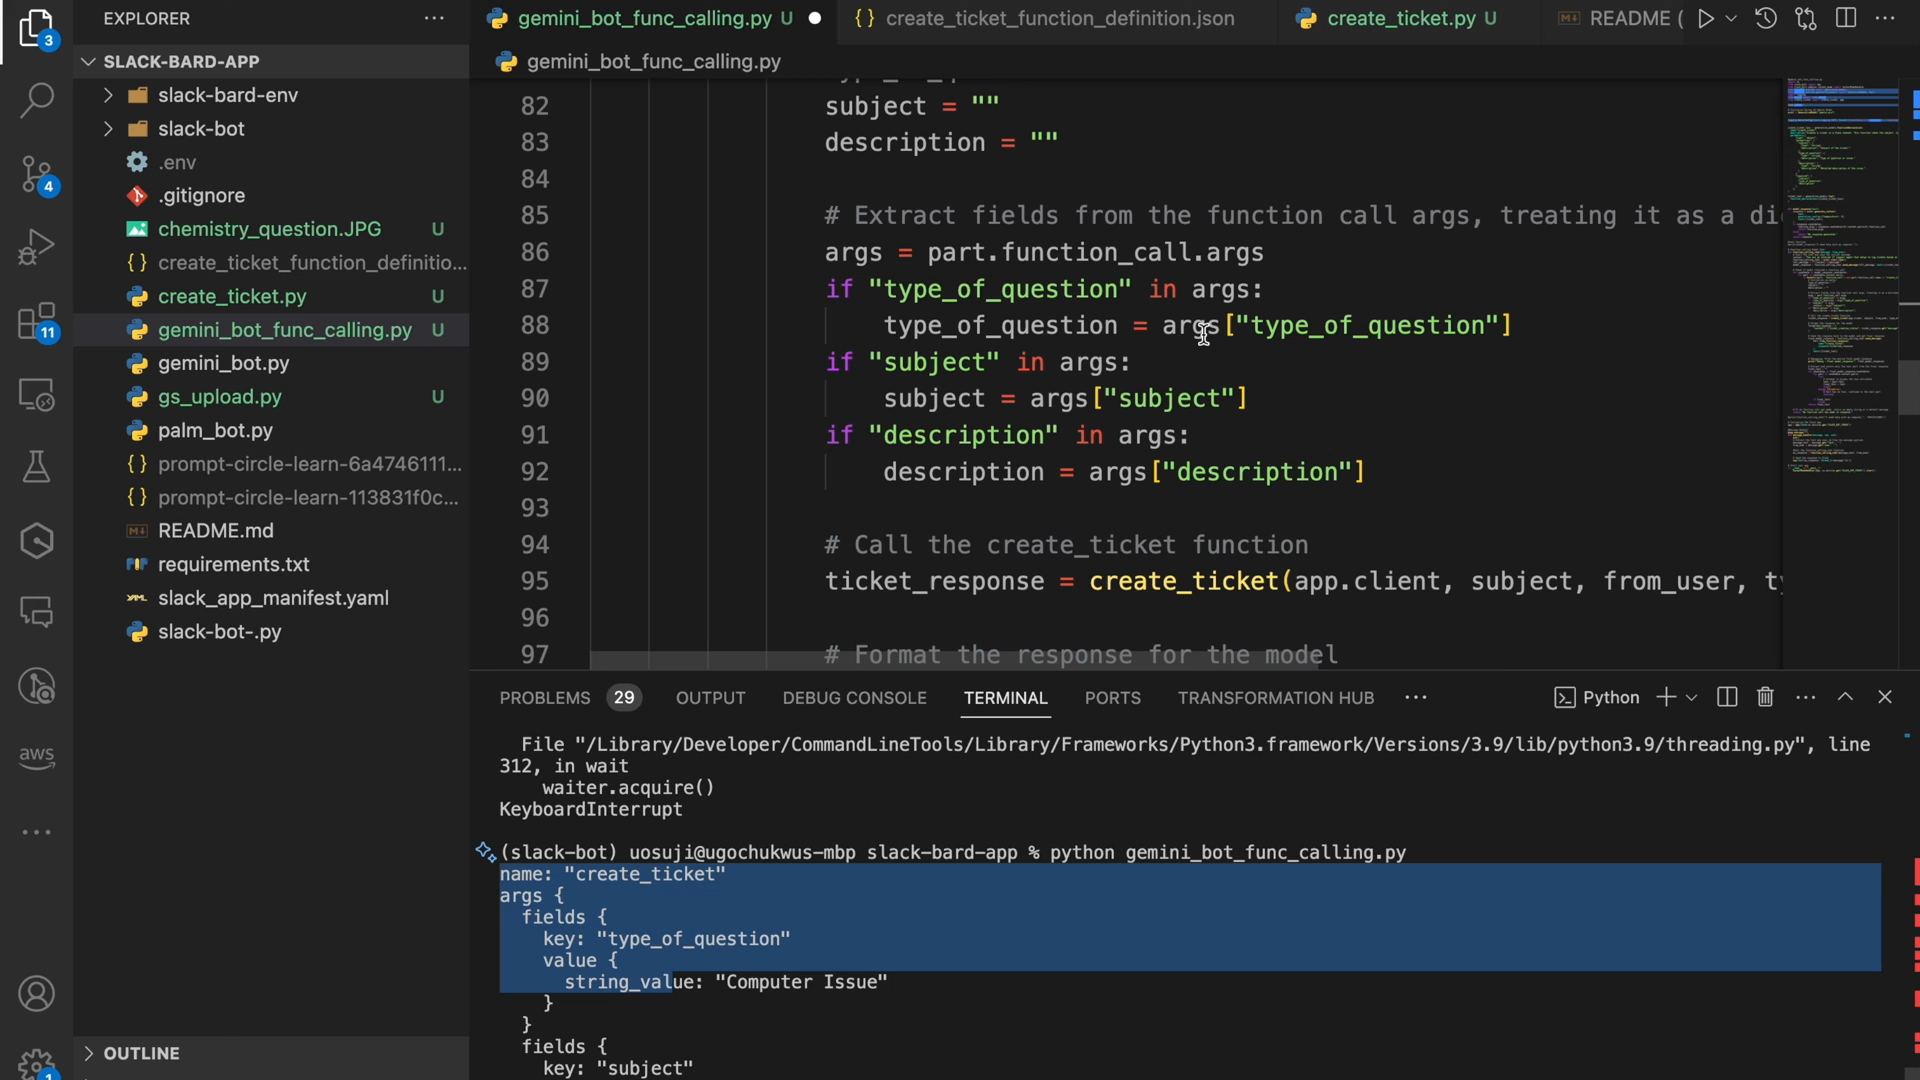 EXPLORER
gemini_bot_func_calling.py U
create_ticket_function_definition.json
create_ticket.py U
README (
3
SLACK-BARD-APP
slack-bard-env
slack-bot
.env
.gitignore
chemistry_question.JPG U
create_ticket_function_definitio...
create_ticket.py U
gemini_bot_func_calling.py U
gemini_bot.py
gs_upload.py U
palm_bot.py
prompt-circle-learn-6a4746111...
prompt-circle-learn-113831f0c...
README.md
requirements.txt
slack_app_manifest.yaml
slack-bot-.py
OUTLINE
4
11
aws
1
gemini_bot_func_calling.py
82 subject = ""
83 description = ""
84
85 # Extract fields from the function call args, treating it as a di
86 args = part.function_call.args
87 if "type_of_question" in args:
88 type_of_question = args["type_of_question"]
89 if "subject" in args:
90 subject = args["subject"]
91 if "description" in args:
92 description = args["description"]
93
94 # Call the create_ticket function
95 ticket_response = create_ticket(app.client, subject, from_user, ty
96
97 # Format the response for the model
PROBLEMS 29 OUTPUT DEBUG CONSOLE TERMINAL PORTS TRANSFORMATION HUB ... Python
File "/Library/Developer/CommandLineTools/Library/Frameworks/Python3.framework/Versions/3.9/lib/python3.9/threading.py", line
312, in wait
waiter.acquire()
KeyboardInterrupt
(slack-bot) uosuji@ugochukwus-mbp slack-bard-app % python gemini_bot_func_calling.py
name: "create_ticket"
args {
fields {
key: "type_of_question"
value {
string_value: "Computer Issue"
}
}
fields {
key: "subject"